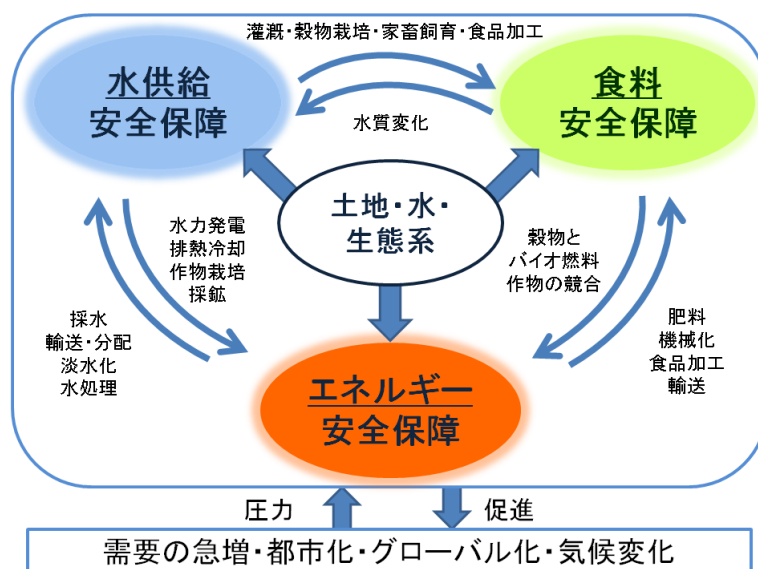 灌漑・穀物栽培・家畜飼育・食品加工
水供給
安全保障
食料
安全保障
水質変化
土地・水・
生態系
水力発電
排熱冷却
作物栽培
採鉱
穀物と
バイオ燃料
作物の競合
採水
輸送・分配
淡水化
水処理
肥料
機械化
食品加工
輸送
エネルギー
安全保障
圧力
促進
需要の急増・都市化・グローバル化・気候変化